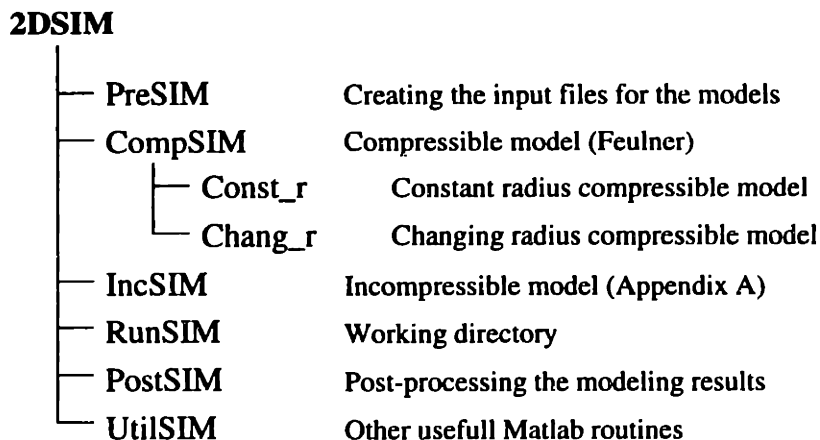 2DSIM
PreSIM Creating the input files for the models
CompSIM Compressible model (Feulner)
Const_r Constant radius compressible model
Chang_r Changing radius compressible model
IncSIM Incompressible model (Appendix A)
RunSIM Working directory
PostSIM Post-processing the modeling results
UtilSIM Other usefull Matlab routines